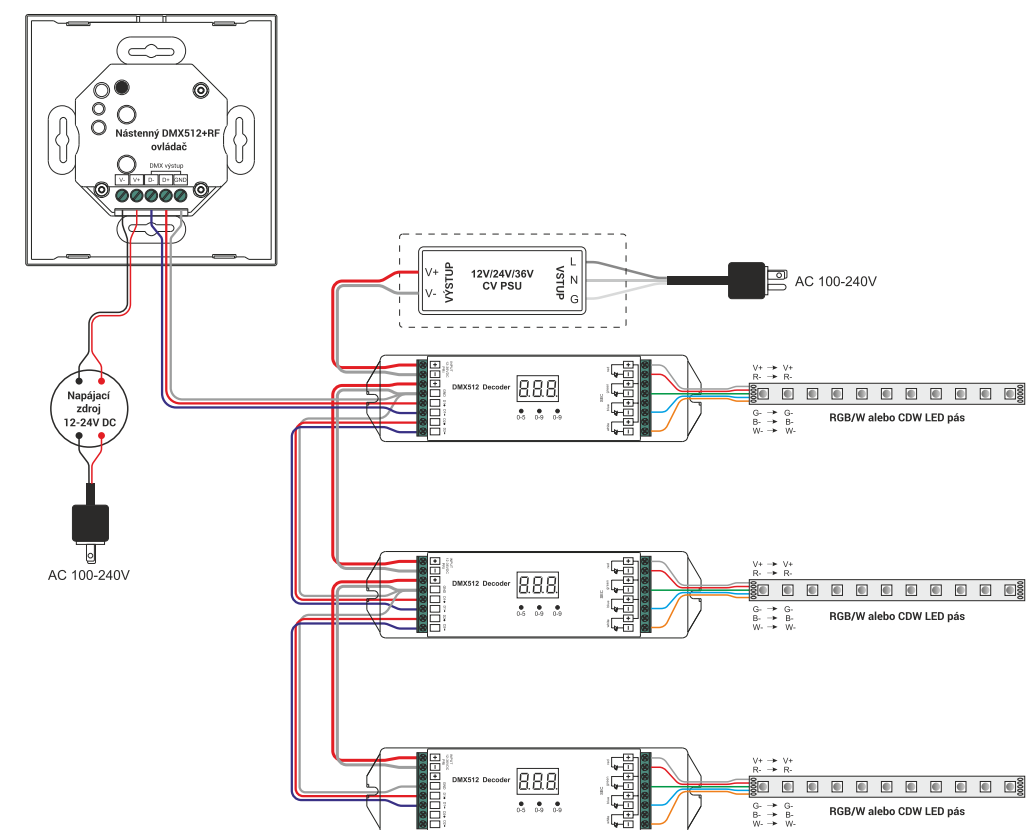 Nástenný DMX512+RF
ovládač
DMX výstup
V- V+ D- D+ GND
Napájací
zdroj
12-24V DC
AC 100-240V
V+
V-
VÝSTUP
12V/24V/36V
CV PSU
VSTUP
L
N
G
AC 100-240V
DMX512 Decoder
0-5 0-9 0-9
V+ → V+
R- → R-
G- → G-
B- → B-
W- → W-
RGB/W alebo CDW LED pás
DMX512 Decoder
0-5 0-9 0-9
V+ → V+
R- → R-
G- → G-
B- → B-
W- → W-
RGB/W alebo CDW LED pás
DMX512 Decoder
0-5 0-9 0-9
V+ → V+
R- → R-
G- → G-
B- → B-
W- → W-
RGB/W alebo CDW LED pás